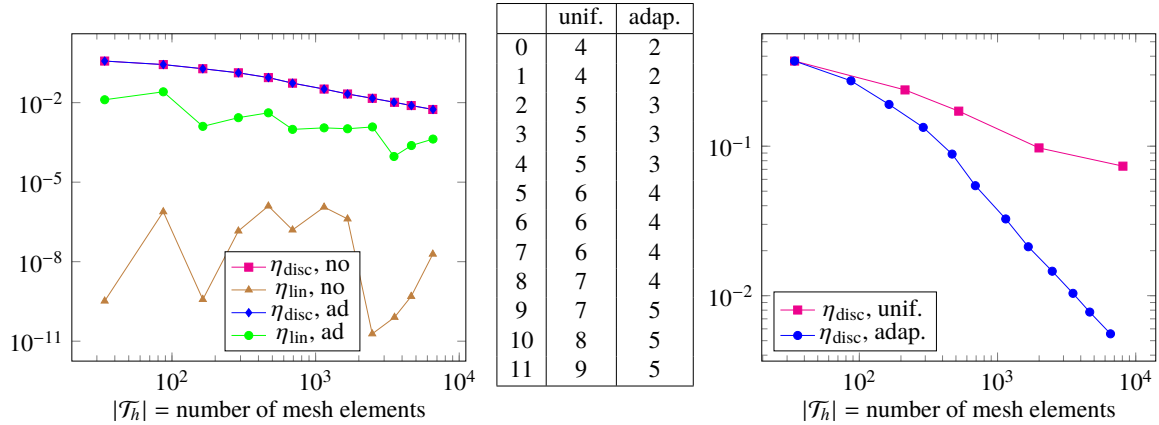 10^{-2}
10^{-5}
10^{-8}
10^{-11}
η_disc, no
η_lin, no
η_disc, ad
η_lin, ad
10^2 10^3 10^4
|𝒯_h| = number of mesh elements
unif. adap.
0 4 2
1 4 2
2 5 3
3 5 3
4 5 3
5 6 4
6 6 4
7 6 4
8 7 4
9 7 5
10 8 5
11 9 5
10^{-1}
10^{-2}
η_disc, unif.
η_disc, adap.
10^2 10^3 10^4
|𝒯_h| = number of mesh elements